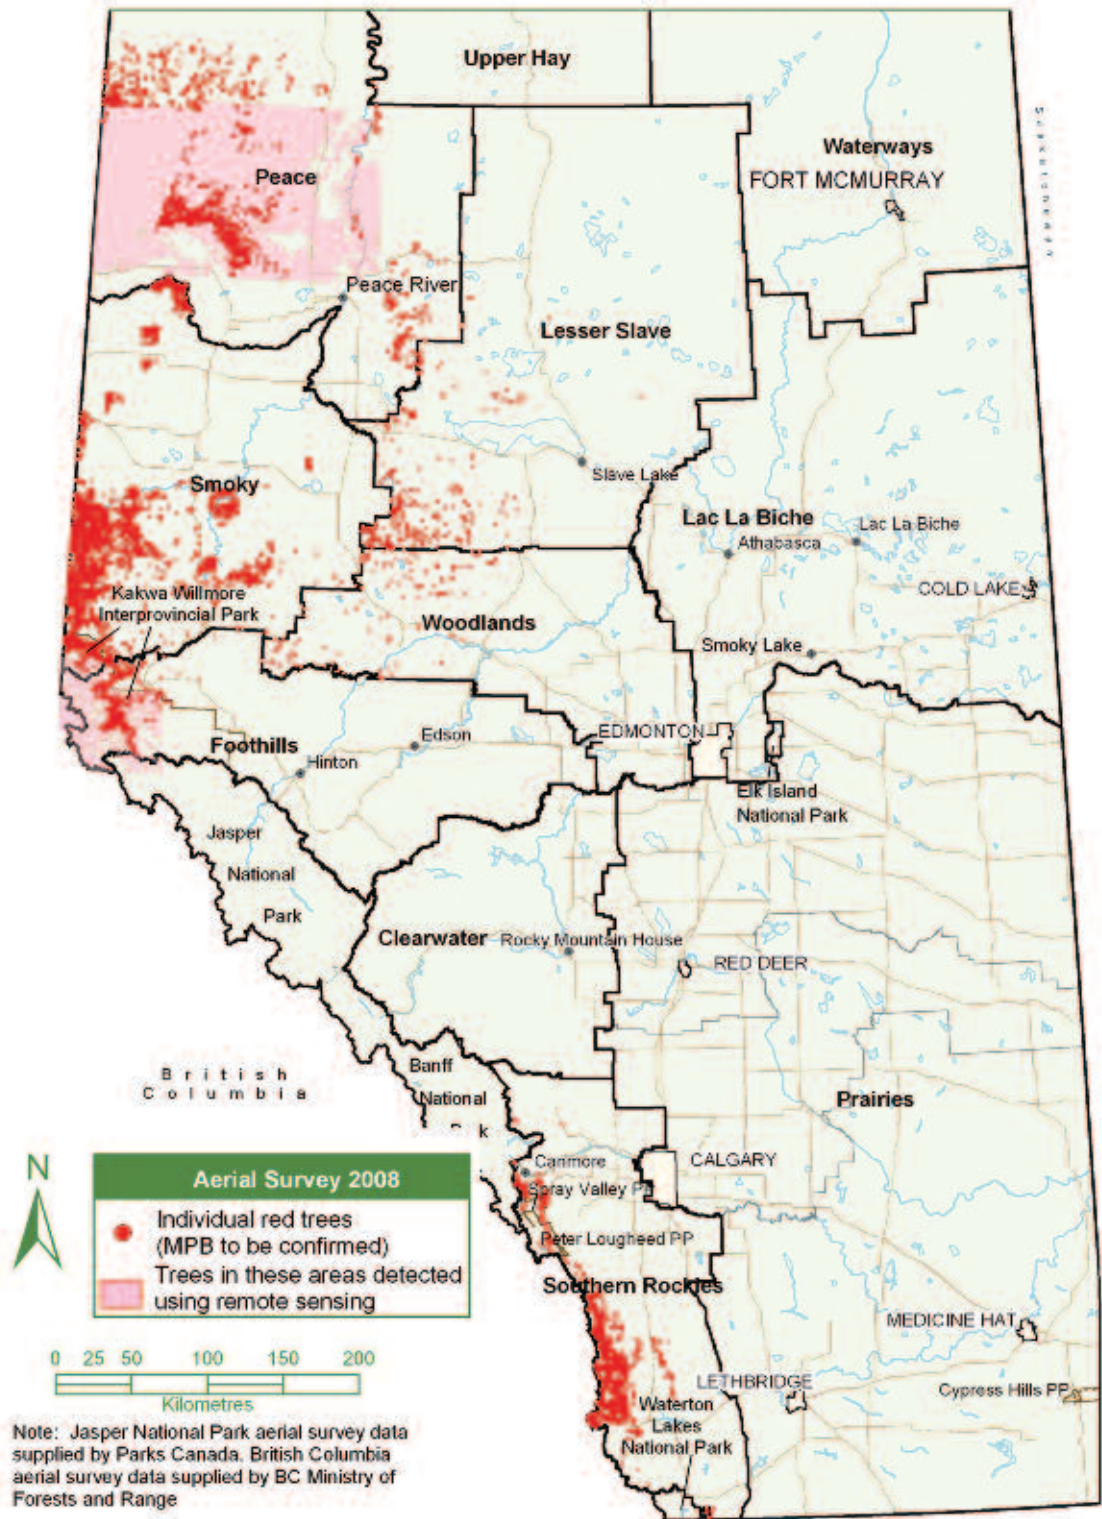 Upper Hay
Waterways
FORT MCMURRAY
Saskatchewan
Peace
Peace River
Lesser Slave
Slave Lake
Smoky
Lac La Biche
Lac La Biche
Athabasca
COLD LAKE
Kakwa Willmore
Interprovincial Park
Woodlands
Smoky Lake
EDMONTON
Foothills
Edson
Hinton
Elk Island
National Park
Jasper
National
Park
Clearwater
Rocky Mountain House
RED DEER
British
Columbia
Banff
National
Prairies
Canmore
CALGARY
Spray Valley P
Peter Lougheed PP
Southern Rockies
MEDICINE HAT
LETHBRIDGE
Cypress Hills PP
Waterton
Lakes
National Park
N
Aerial Survey 2008
Individual red trees
(MPB to be confirmed)
Trees in these areas detected
using remote sensing
0 25 50 100 150 200
Kilometres
Note: Jasper National Park aerial survey data
supplied by Parks Canada. British Columbia
aerial survey data supplied by BC Ministry of
Forests and Range